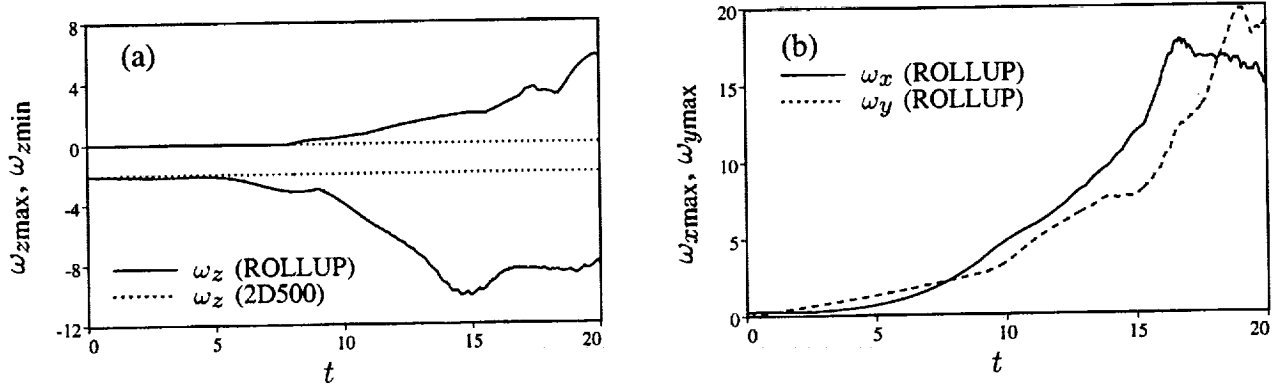 (a)
8
4
0
-4
-8
-12
ω_zmax, ω_zmin
ω_z (ROLLUP)
ω_z (2D500)
0 5 10 15 20
t
(b)
20
15
10
5
0
ω_xmax, ω_ymax
ω_x (ROLLUP)
ω_y (ROLLUP)
0 5 10 15 20
t